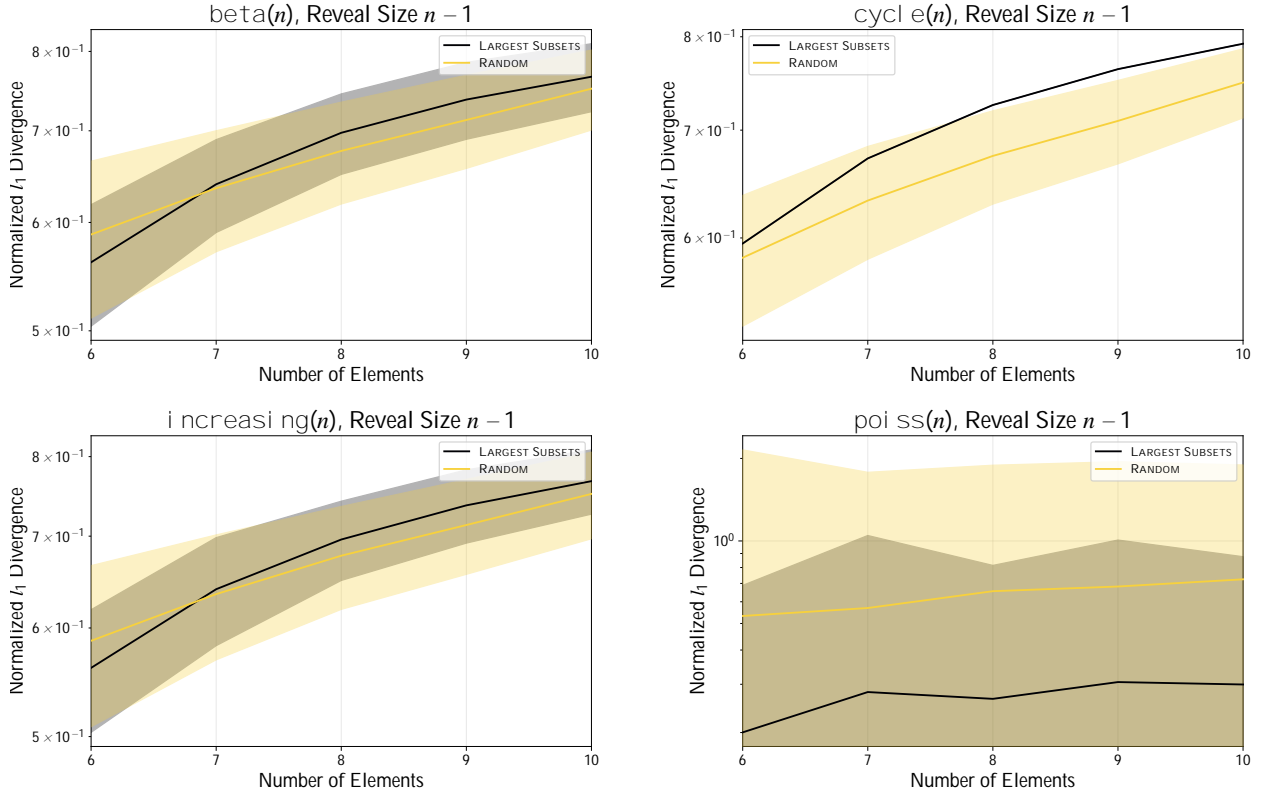 beta(n), Reveal Size n − 1
Normalized l₁ Divergence
8 × 10⁻¹
7 × 10⁻¹
6 × 10⁻¹
5 × 10⁻¹
LARGEST SUBSETS
RANDOM
6 7 8 9 10
Number of Elements
cycle(n), Reveal Size n − 1
Normalized l₁ Divergence
8 × 10⁻¹
7 × 10⁻¹
6 × 10⁻¹
LARGEST SUBSETS
RANDOM
6 7 8 9 10
Number of Elements
increasing(n), Reveal Size n − 1
Normalized l₁ Divergence
8 × 10⁻¹
7 × 10⁻¹
6 × 10⁻¹
5 × 10⁻¹
LARGEST SUBSETS
RANDOM
6 7 8 9 10
Number of Elements
poiss(n), Reveal Size n − 1
Normalized l₁ Divergence
10⁰
LARGEST SUBSETS
RANDOM
6 7 8 9 10
Number of Elements